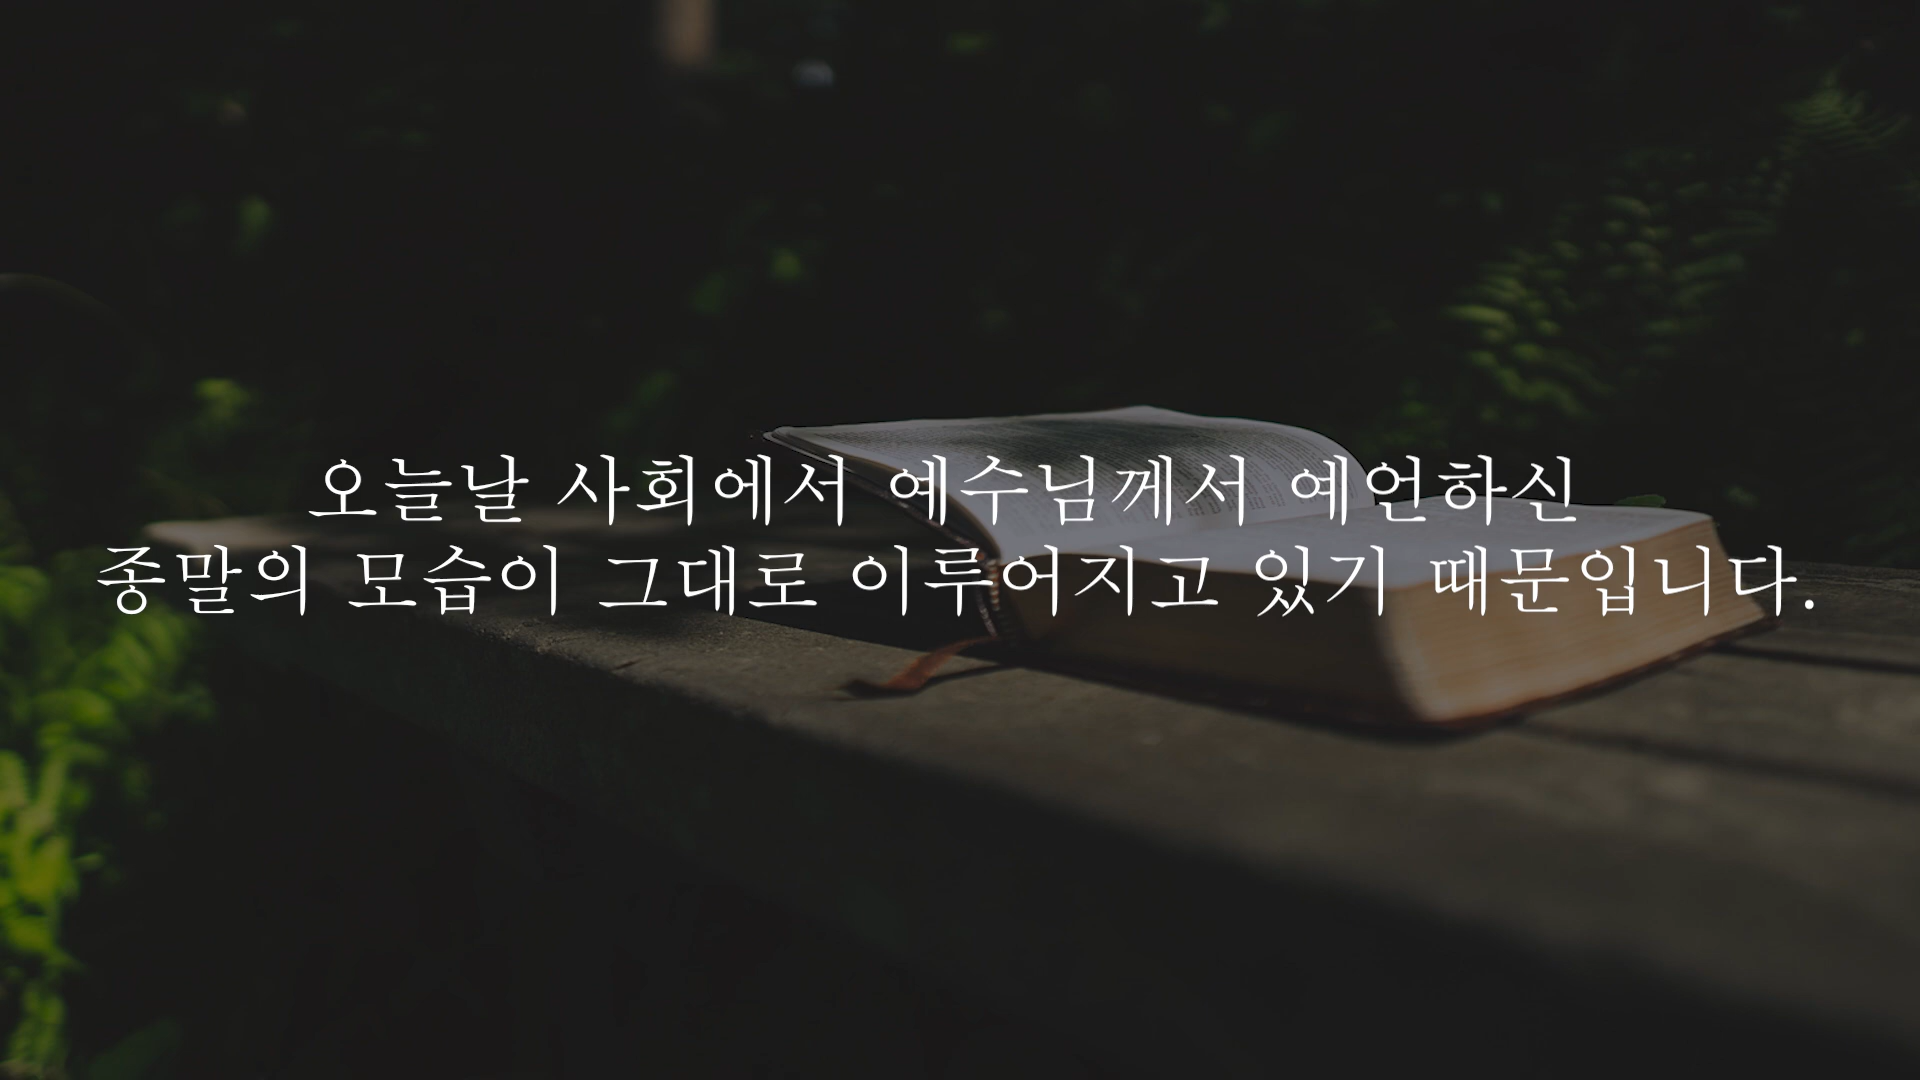 오늘날 사회에서 예수님께서 예언하신
종말의 모습이 그대로 이루어지고 있기 때문입니다.